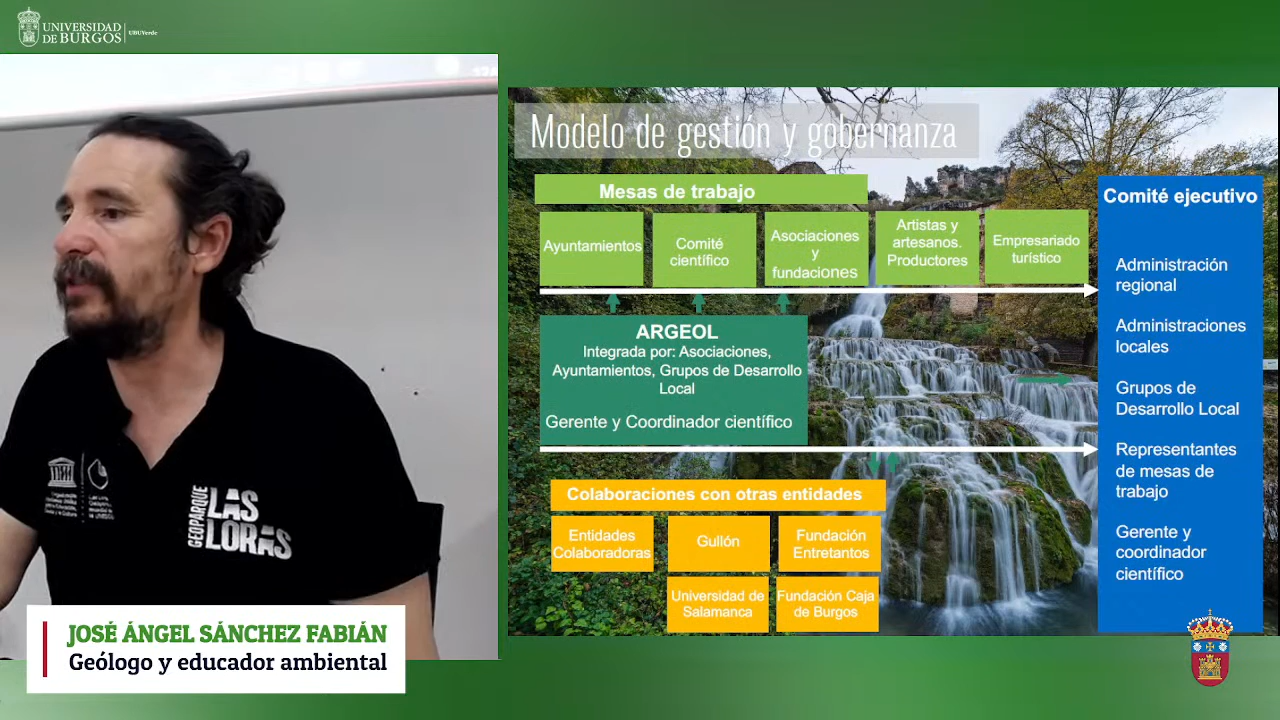 UNIVERSIDAD
DE BURGOS
UBUVerde
Modelo de gestión y gobernanza
Mesas de trabajo
Ayuntamientos
Comité
científico
Asociaciones
y
fundaciones
Artistas y
artesanos.
Productores
Empresariado
turístico
ARGEOL
Integrada por: Asociaciones,
Ayuntamientos, Grupos de Desarrollo
Local
Gerente y Coordinador científico
Colaboraciones con otras entidades
Entidades
Colaboradoras
Gullón
Fundación
Entretantos
Universidad de
Salamanca
Fundación Caja
de Burgos
Comité ejecutivo
Administración
regional
Administraciones
locales
Grupos de
Desarrollo Local
Representantes
de mesas de
trabajo
Gerente y
coordinador
científico
GEOPARQUE
LAS
LORAS
JOSÉ ÁNGEL SÁNCHEZ FABIÁN
Geólogo y educador ambiental